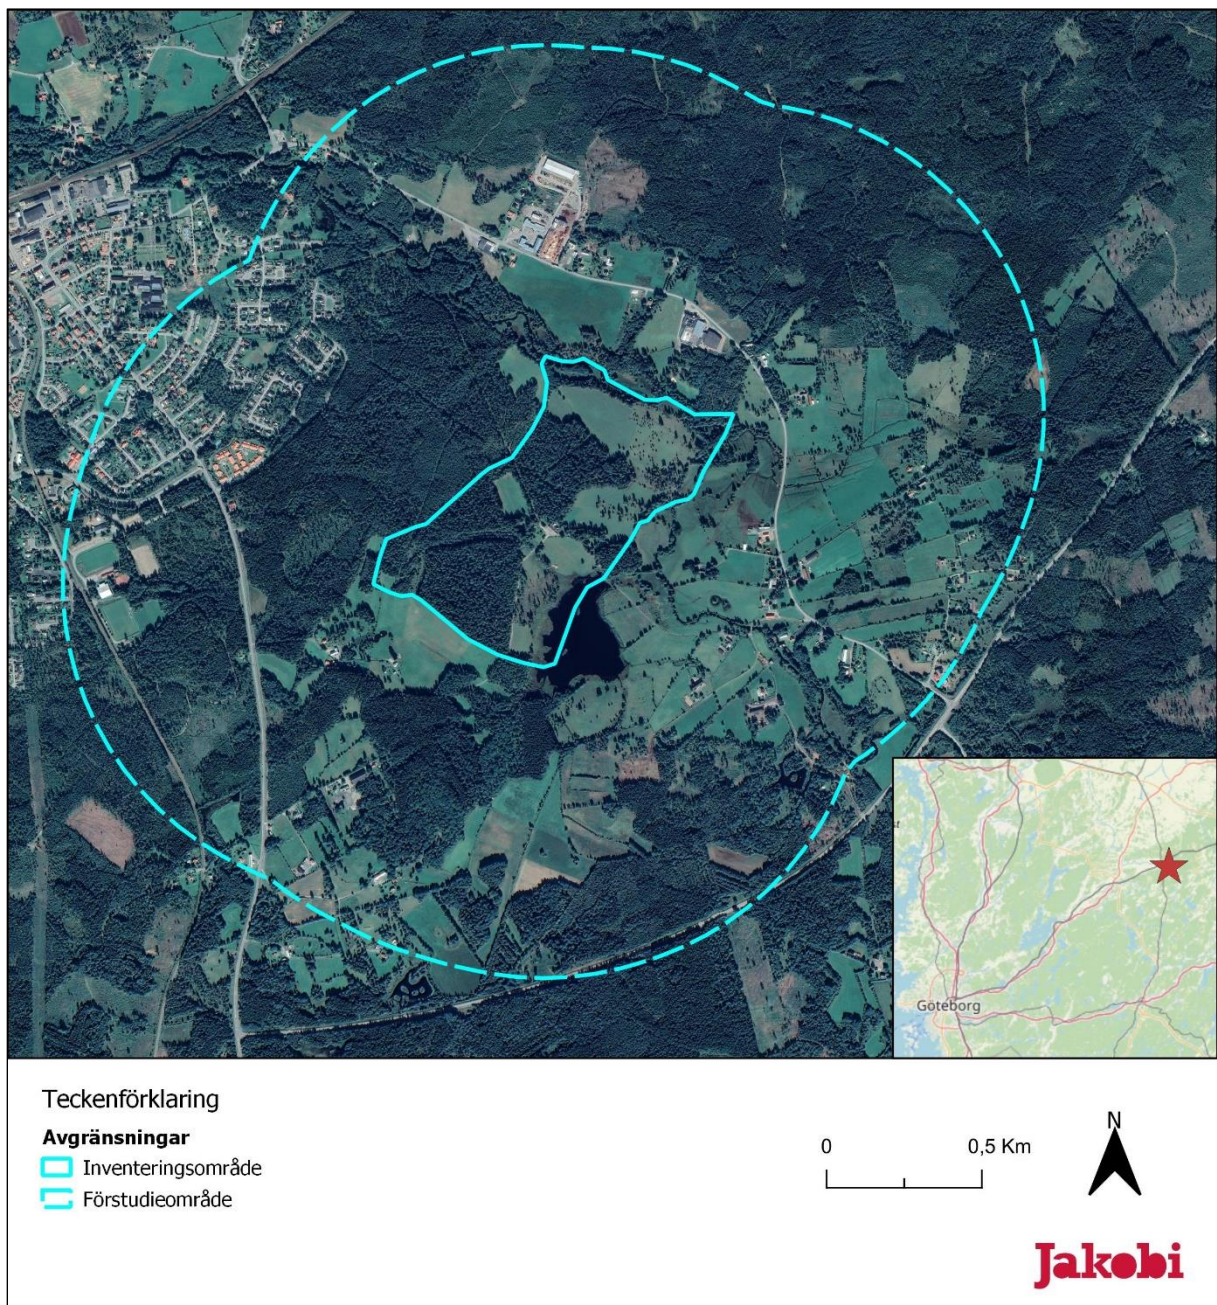 Göteborg
Teckenförklaring
Avgränsningar
Inventeringsområde
Förstudieområde
0 0,5 Km
N
Jakobi